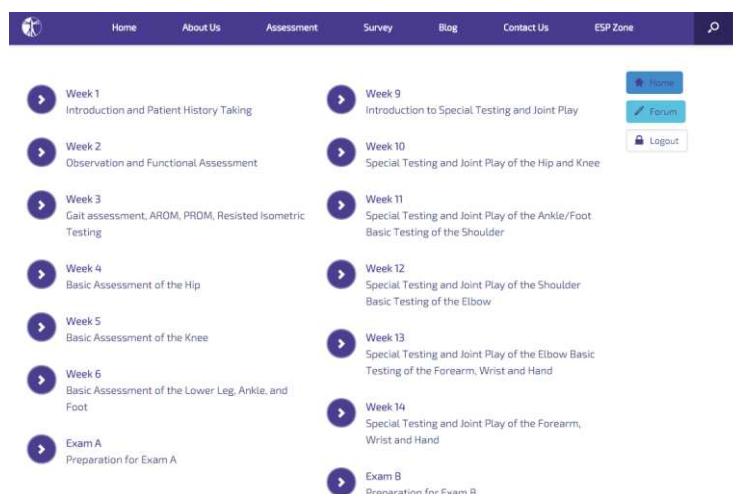 Home About Us Assessment Survey Blog Contact Us ESP Zone
Week 1
Introduction and Patient History Taking
Week 2
Observation and Functional Assessment
Week 3
Gait assessment, AROM, PROM, Resisted Isometric
Testing
Week 4
Basic Assessment of the Hip
Week 5
Basic Assessment of the Knee
Week 6
Basic Assessment of the Lower Leg, Ankle, and
Foot
Exam A
Preparation for Exam A
Week 9
Introduction to Special Testing and Joint Play
Week 10
Special Testing and Joint Play of the Hip and Knee
Week 11
Special Testing and Joint Play of the Ankle/Foot
Basic Testing of the Shoulder
Week 12
Special Testing and Joint Play of the Shoulder
Basic Testing of the Elbow
Week 13
Special Testing and Joint Play of the Elbow Basic
Testing of the Forearm, Wrist and Hand
Week 14
Special Testing and Joint Play of the Forearm,
Wrist and Hand
Exam B
Preparation for Exam B
Home
Forum
Logout